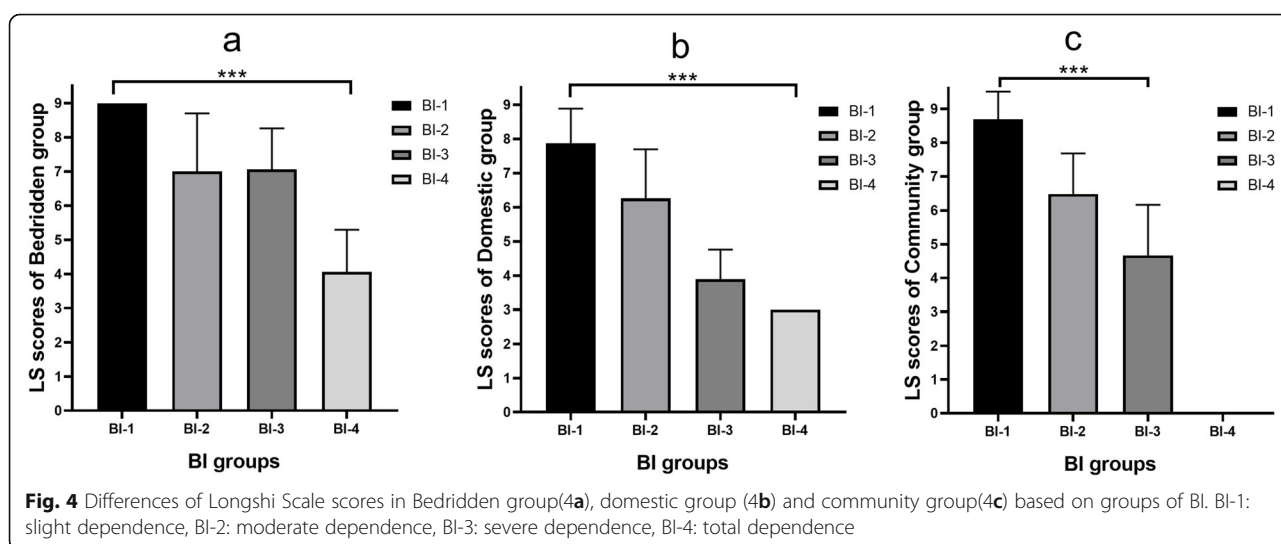 a
LS scores of Bedridden group
9
8
7
6
5
4
3
2
1
0
***
BI-1
BI-2
BI-3
BI-4
BI-1 BI-2 BI-3 BI-4
BI groups
b
LS scores of Domestic group
9
8
7
6
5
4
3
2
1
0
***
BI-1
BI-2
BI-3
BI-4
BI-1 BI-2 BI-3 BI-4
BI groups
c
LS scores of Community group
9
8
7
6
5
4
3
2
1
0
***
BI-1
BI-2
BI-3
BI-4
BI-1 BI-2 BI-3 BI-4
BI groups
Fig. 4 Differences of Longshi Scale scores in Bedridden group(4a), domestic group (4b) and community group(4c) based on groups of BI. BI-1:
slight dependence, BI-2: moderate dependence, BI-3: severe dependence, BI-4: total dependence